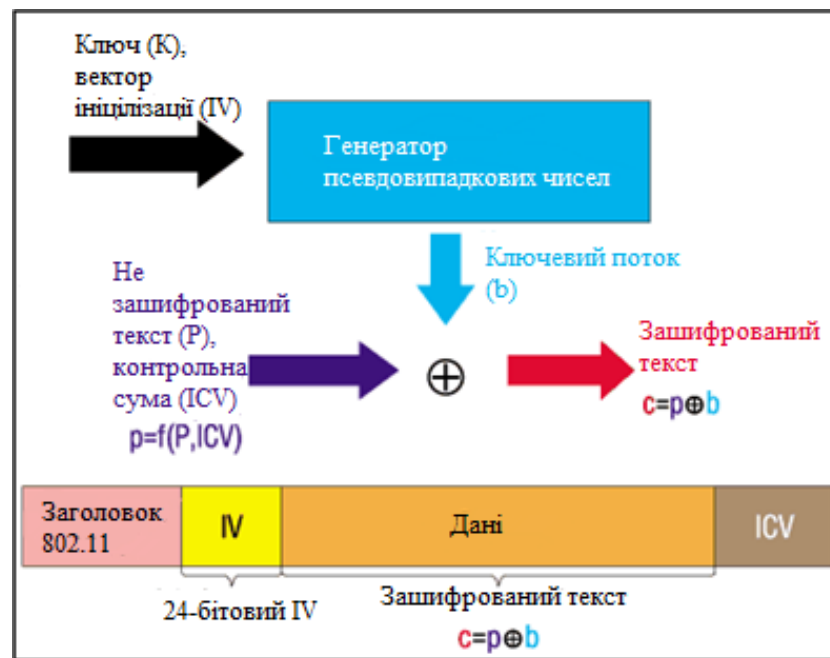 Ключ (К),
вектор
ініцілізації (IV)
Генератор
псевдовипадкових чисел
Ключевий поток
(b)
Не
зашифрований
текст (Р),
контрольна
сума (ICV)
p=f(P,ICV)
Зашифрований
текст
c=p⊕b
Заголовок
802.11
IV
Дані
ICV
24-бітовий IV
Зашифрований текст
c=p⊕b